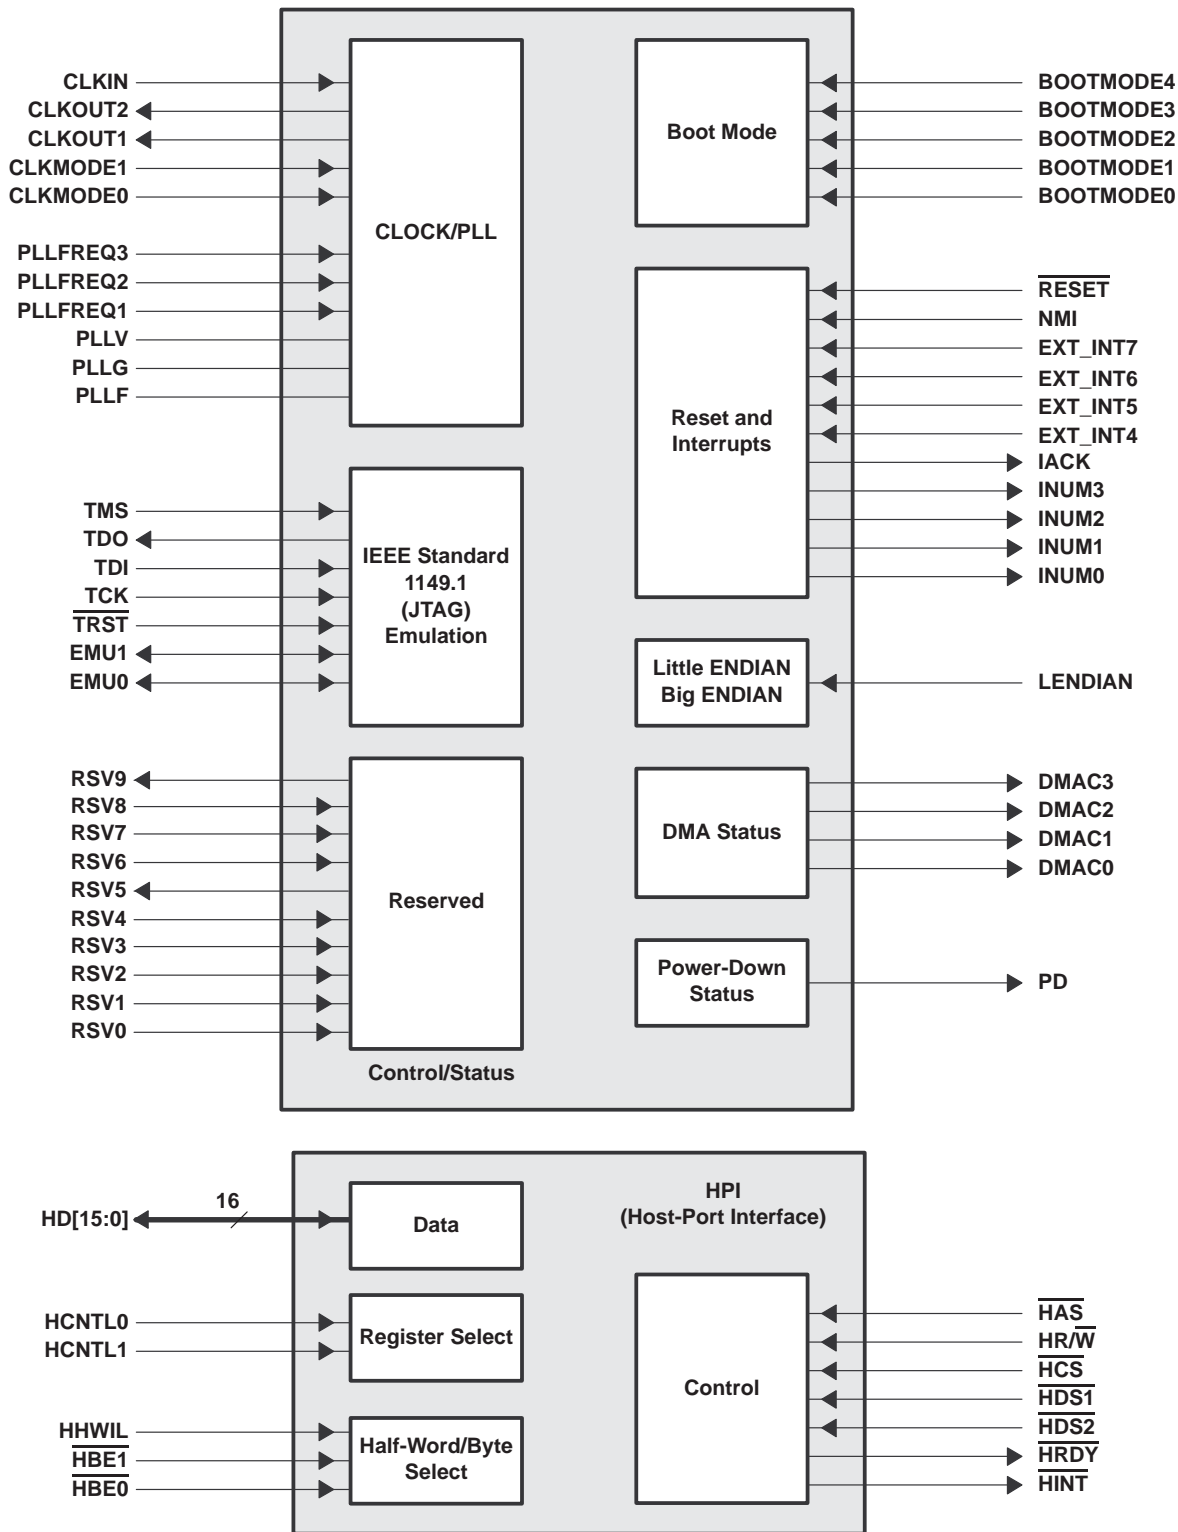 CLKIN
CLKOUT2
CLKOUT1
CLKMODE1
CLKMODE0
PLLFREQ3
PLLFREQ2
PLLFREQ1
PLLV
PLLG
PLLF
CLOCK/PLL
Boot Mode
BOOTMODE4
BOOTMODE3
BOOTMODE2
BOOTMODE1
BOOTMODE0
Reset and
Interrupts
RESET
NMI
EXT_INT7
EXT_INT6
EXT_INT5
EXT_INT4
IACK
INUM3
INUM2
INUM1
INUM0
TMS
TDO
TDI
TCK
TRST
EMU1
EMU0
IEEE Standard
1149.1
(JTAG)
Emulation
Little ENDIAN
Big ENDIAN
LENDIAN
RSV9
RSV8
RSV7
RSV6
RSV5
RSV4
RSV3
RSV2
RSV1
RSV0
Reserved
DMA Status
DMAC3
DMAC2
DMAC1
DMAC0
Power-Down
Status
PD
Control/Status
HD[15:0]
16
Data
HPI
(Host-Port Interface)
HCNTL0
HCNTL1
Register Select
HHWIL
HBE1
HBE0
Half-Word/Byte
Select
Control
HAS
HR/W
HCS
HDS1
HDS2
HRDY
HINT